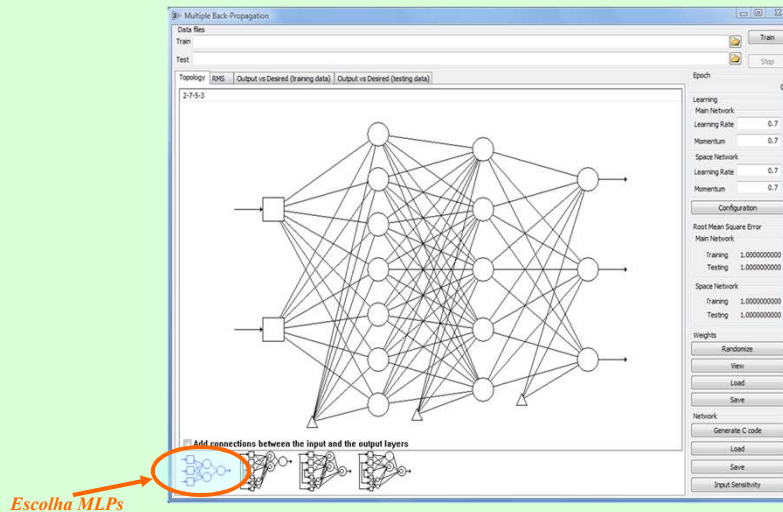 Multiple Back-Propagation
Data files
Train
Train
Test
Stop
Topology RMS Output vs Desired (training data) Output vs Desired (testing data)
2-7-5-3
Epoch
0
Learning
Main Network
Learning Rate 0.7
Momentum 0.7
Space Network
Learning Rate 0.7
Momentum 0.7
Configuration
Root Mean Square Error
Main Network
Training 1.0000000000
Testing 1.0000000000
Space Network
Training 1.0000000000
Testing 1.0000000000
Weights
Randomize
View
Load
Save
Network
Generate C code
Load
Save
Input Sensitivity
Add connections between the input and the output layers
Escolha MLPs